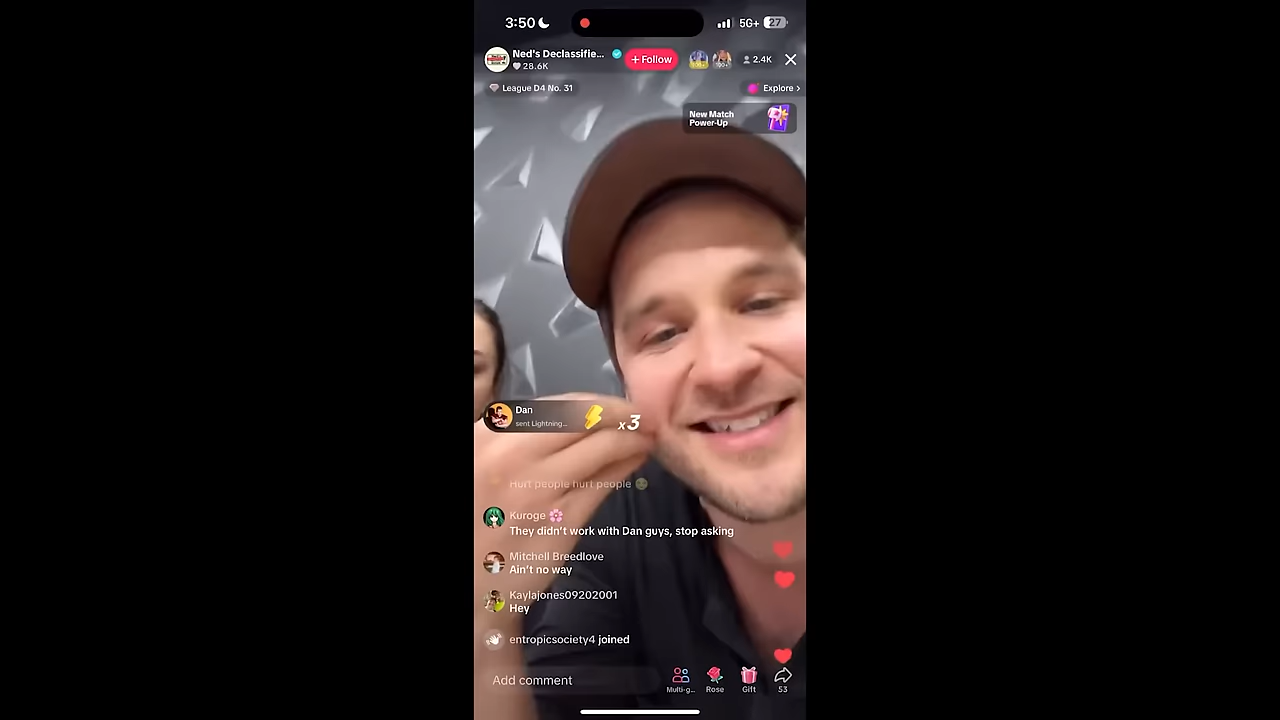 3:50
5G+
27
Ned's Declassifie...
28.6K
+ Follow
2.4K
League D4 No. 31
Explore >
New Match
Power-Up
Dan
sent Lightning...
x3
Hurt people hurt people
Kuroge
They didn't work with Dan guys, stop asking
Mitchell Breedlove
Ain't no way
Kaylajones09202001
Hey
entropicsociety4 joined
Add comment
Multi-g...
Rose
Gift
53